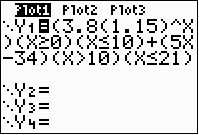 Plot1 Plot2 Plot3
\Y₁=(3.8(1.15)^X
)(X≥0)(X≤10)+(5X
-34)(X>10)(X≤21)
\Y₂=
\Y₃=
\Y₄=